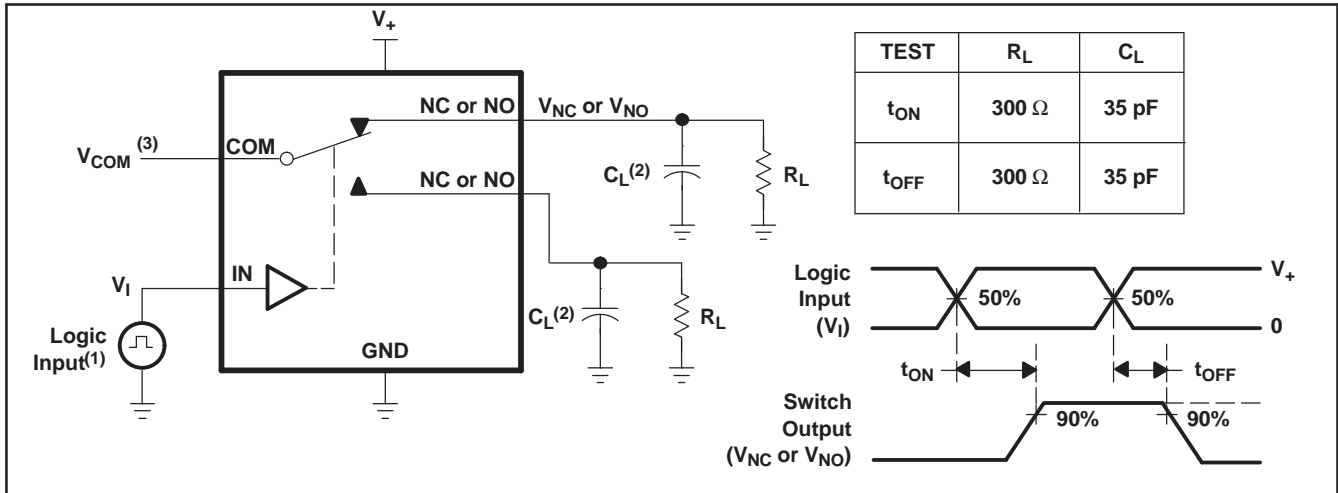 V+
NC or NO
VNC or VNO
VCOM (3)
COM
NC or NO
CL(2)
RL
VI
IN
CL(2)
RL
Logic
Input(1)
GND
TEST RL CL
tON 300 Ω 35 pF
tOFF 300 Ω 35 pF
Logic
Input
(VI)
50%
50%
V+
0
tON
tOFF
Switch
Output
(VNC or VNO)
90%
90%